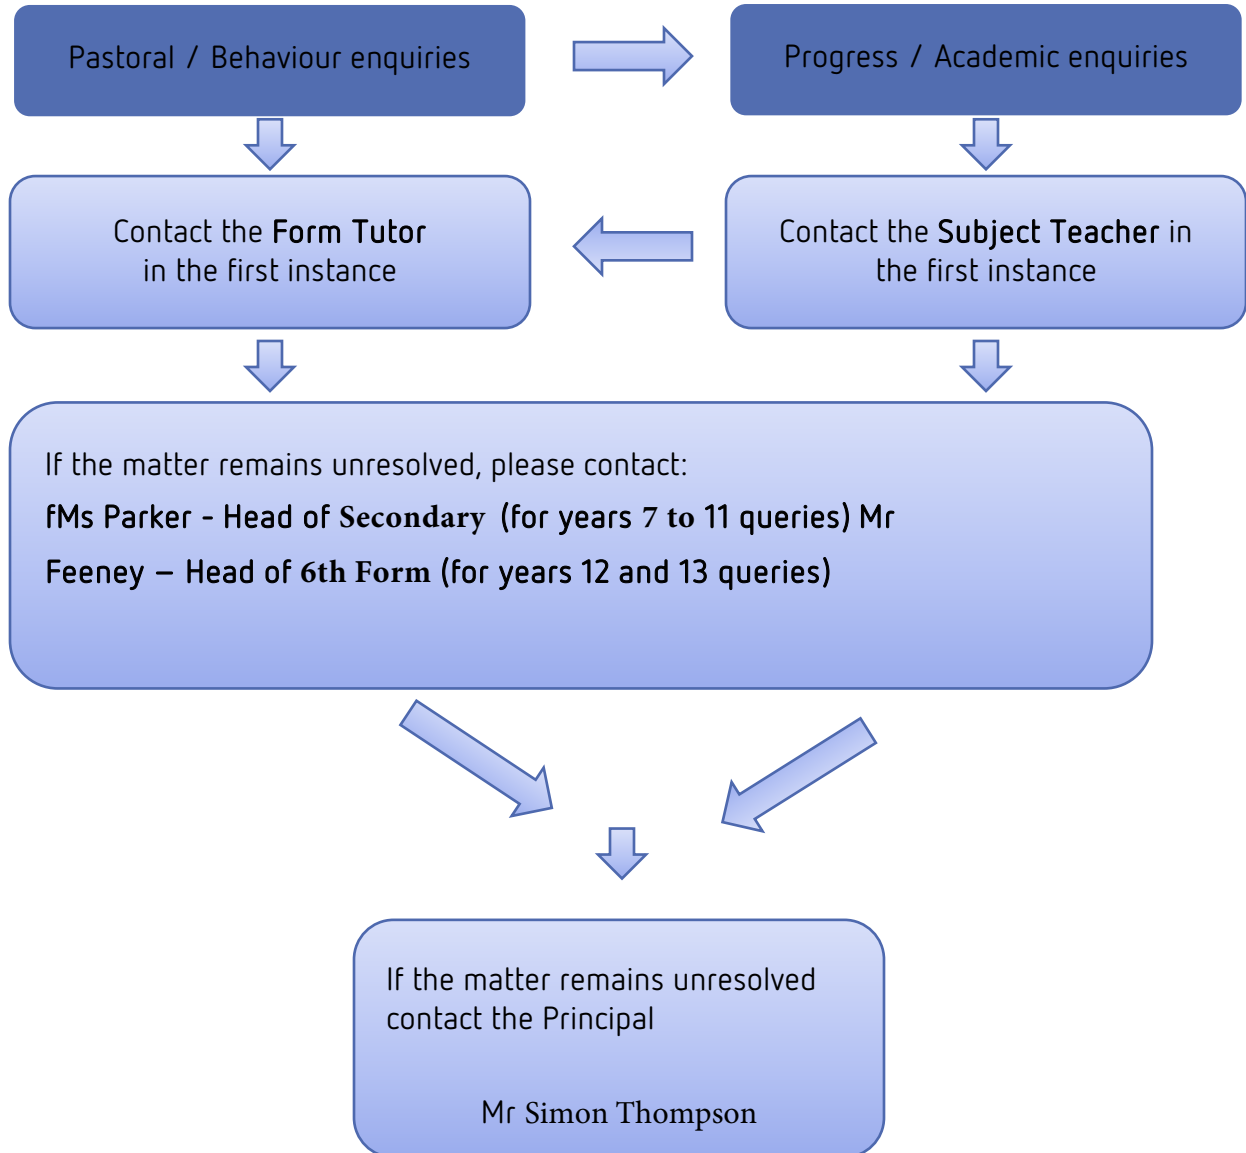 Pastoral / Behaviour enquiries
Progress / Academic enquiries
Contact the Form Tutor
in the first instance
Contact the Subject Teacher in
the first instance
If the matter remains unresolved, please contact:
fMs Parker - Head of Secondary (for years 7 to 11 queries) Mr
Feeney – Head of 6th Form (for years 12 and 13 queries)
If the matter remains unresolved
contact the Principal
Mr Simon Thompson